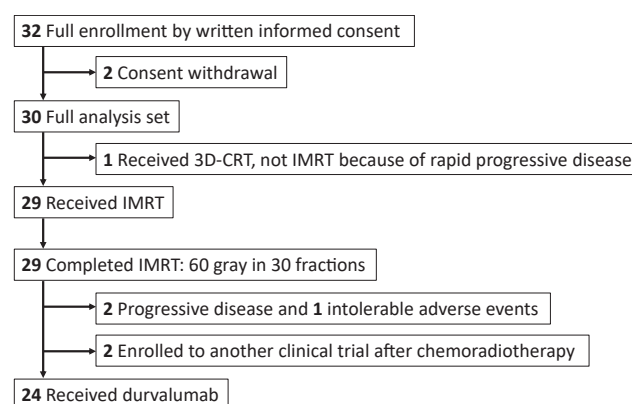 32 Full enrollment by written informed consent
2 Consent withdrawal
30 Full analysis set
1 Received 3D-CRT, not IMRT because of rapid progressive disease
29 Received IMRT
29 Completed IMRT: 60 gray in 30 fractions
2 Progressive disease and 1 intolerable adverse events
2 Enrolled to another clinical trial after chemoradiotherapy
24 Received durvalumab